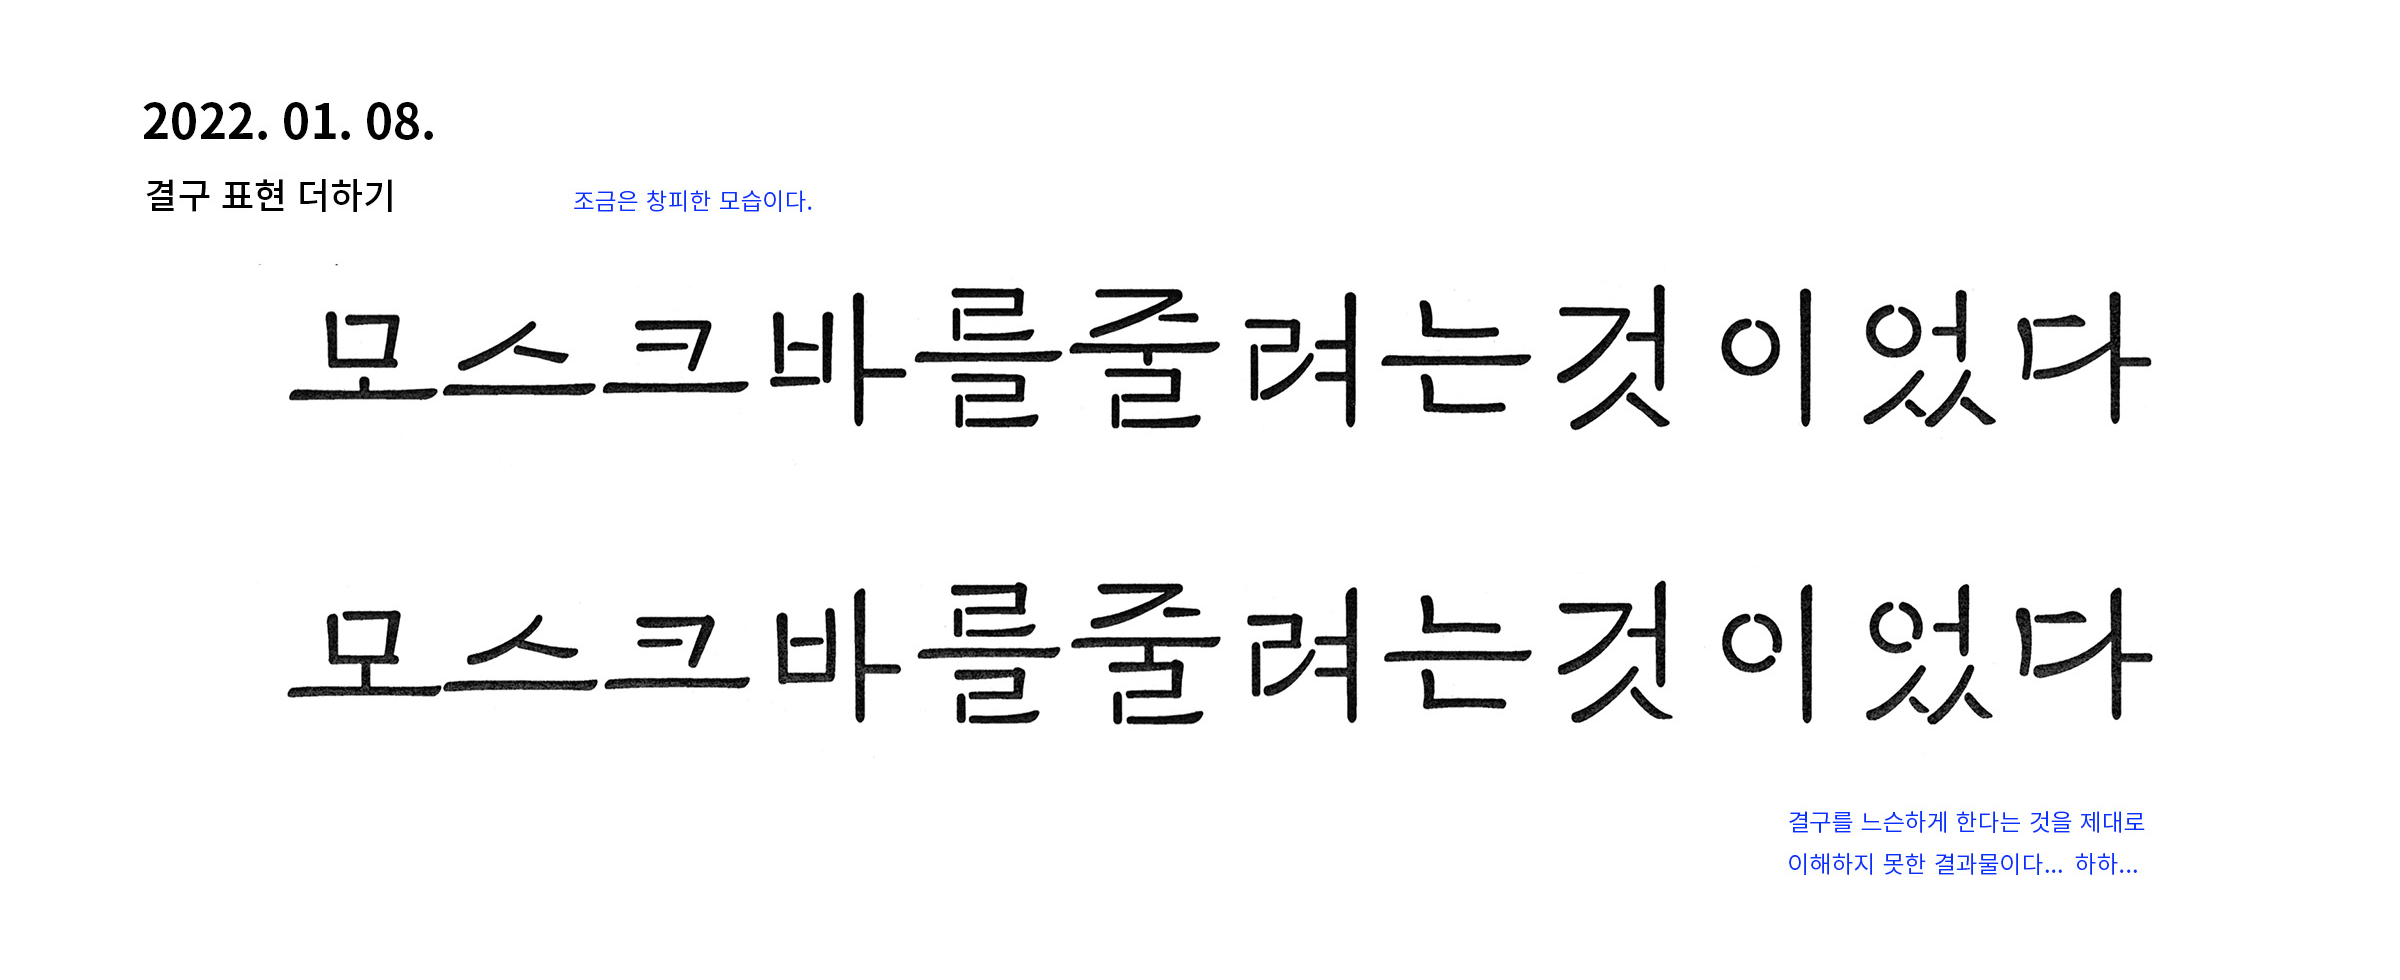 2022. 01. 08.
결구 표현 더하기
조금은 창피한 모습이다.
모스크바를줄려는것이었다
모스크바를줄려는것이었다
결구를 느슨하게 한다는 것을 제대로
이해하지 못한 결과물이다... 하하...